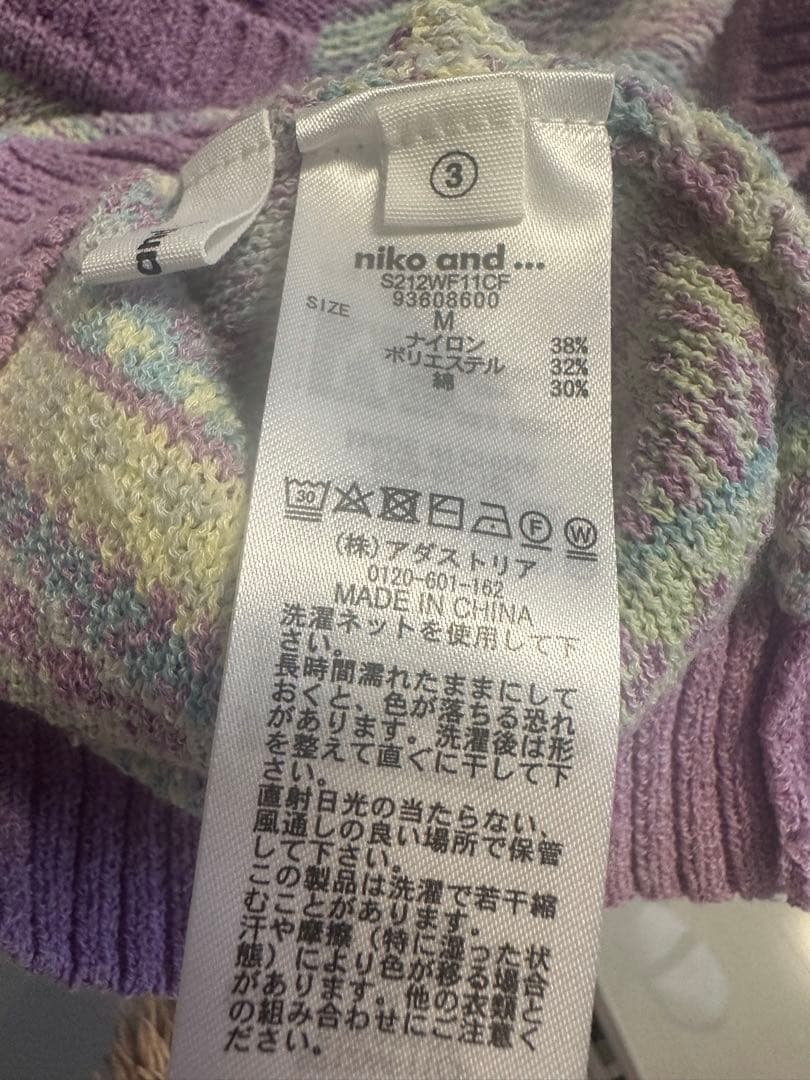 ③
niko and ...
S212WF11CF
93608600
SIZE M
ナイロン 38%
ポリエステル 32%
綿 30%
30
F W
(株)アダストリア
0120-601-162
MADE IN CHINA
洗濯ネットを使用して下
さい。
長時間濡れたままにして
おくと、色が落ちる恐れ
があります。洗濯後は形
を整えて直ぐに干して下
さい。
直射日光の当たらない、
風通しの良い場所で保管
して下さい。
この製品は洗濯で若干縮
むことがあります。
汗や摩擦(特に湿った状
態)により色が移る場合
があります。他の衣類と
の組み合わせにご注意く
ださい。